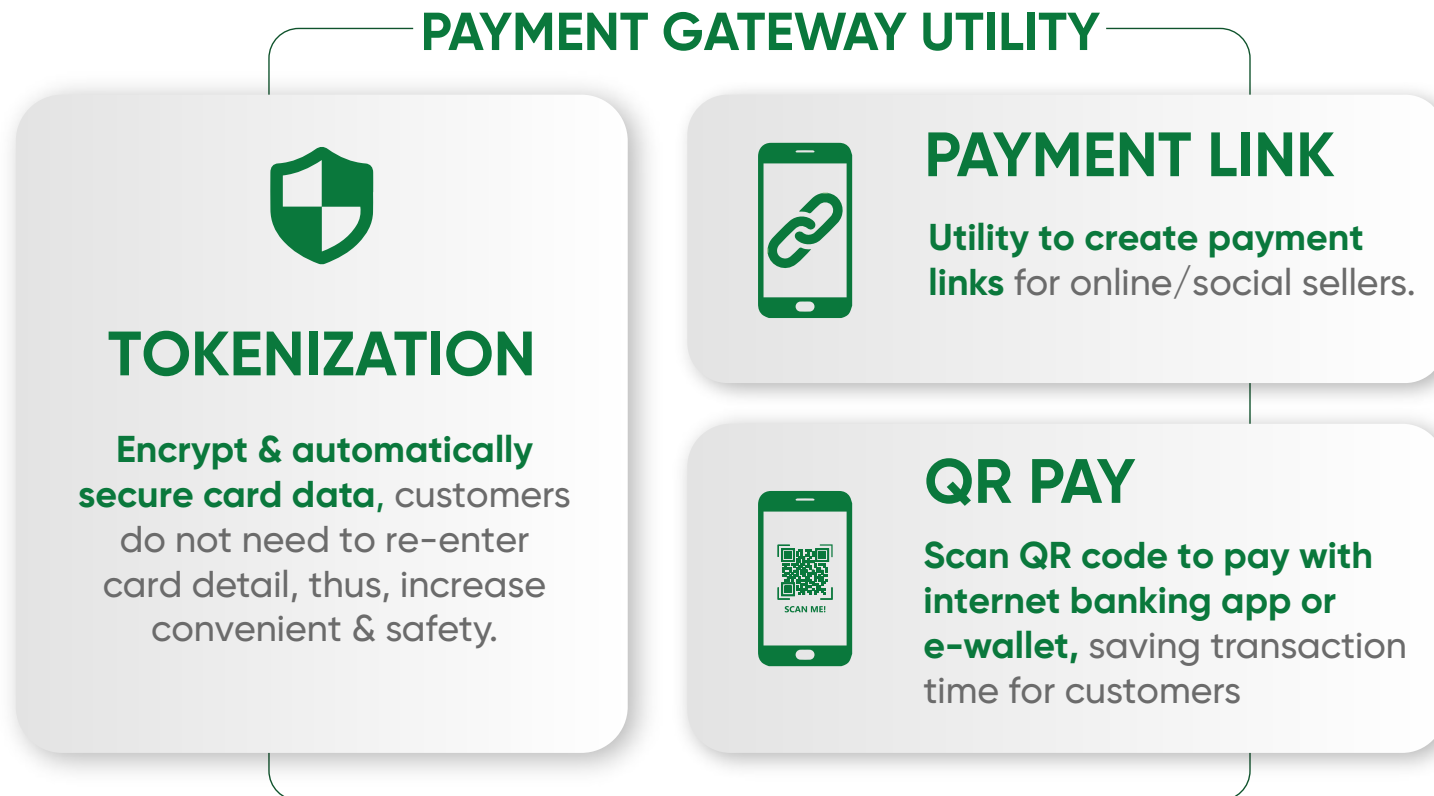 PAYMENT GATEWAY UTILITY
TOKENIZATION
Encrypt & automatically
secure card data, customers
do not need to re-enter
card detail, thus, increase
convenient & safety.
PAYMENT LINK
Utility to create payment
links for online/social sellers.
QR PAY
SCAN ME!
Scan QR code to pay with
internet banking app or
e-wallet, saving transaction
time for customers